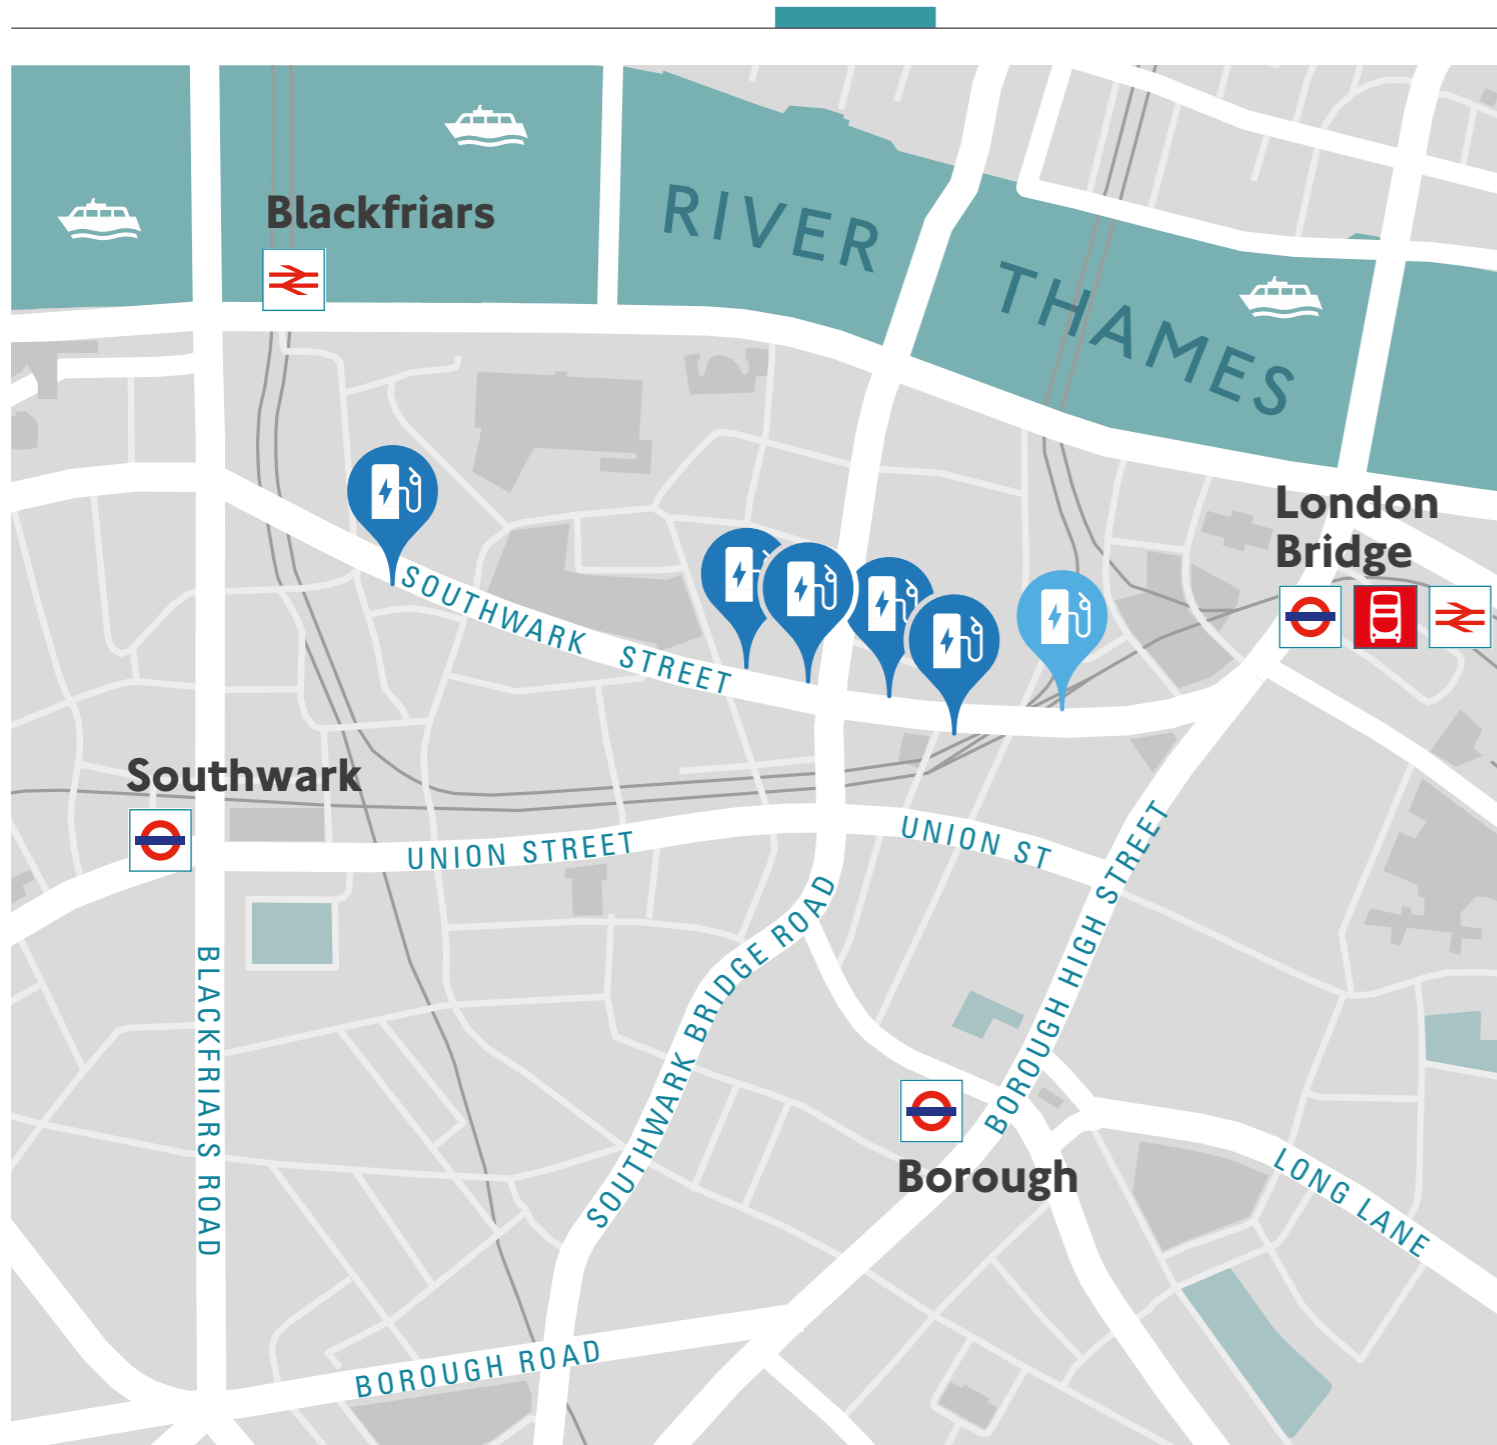 Blackfriars
RIVER THAMES
London
Bridge
SOUTHWARK STREET
Southwark
UNION STREET
UNION ST
BOROUGH HIGH STREET
SOUTHWARK BRIDGE ROAD
BLACKFRIARS ROAD
Borough
LONG LANE
BOROUGH ROAD